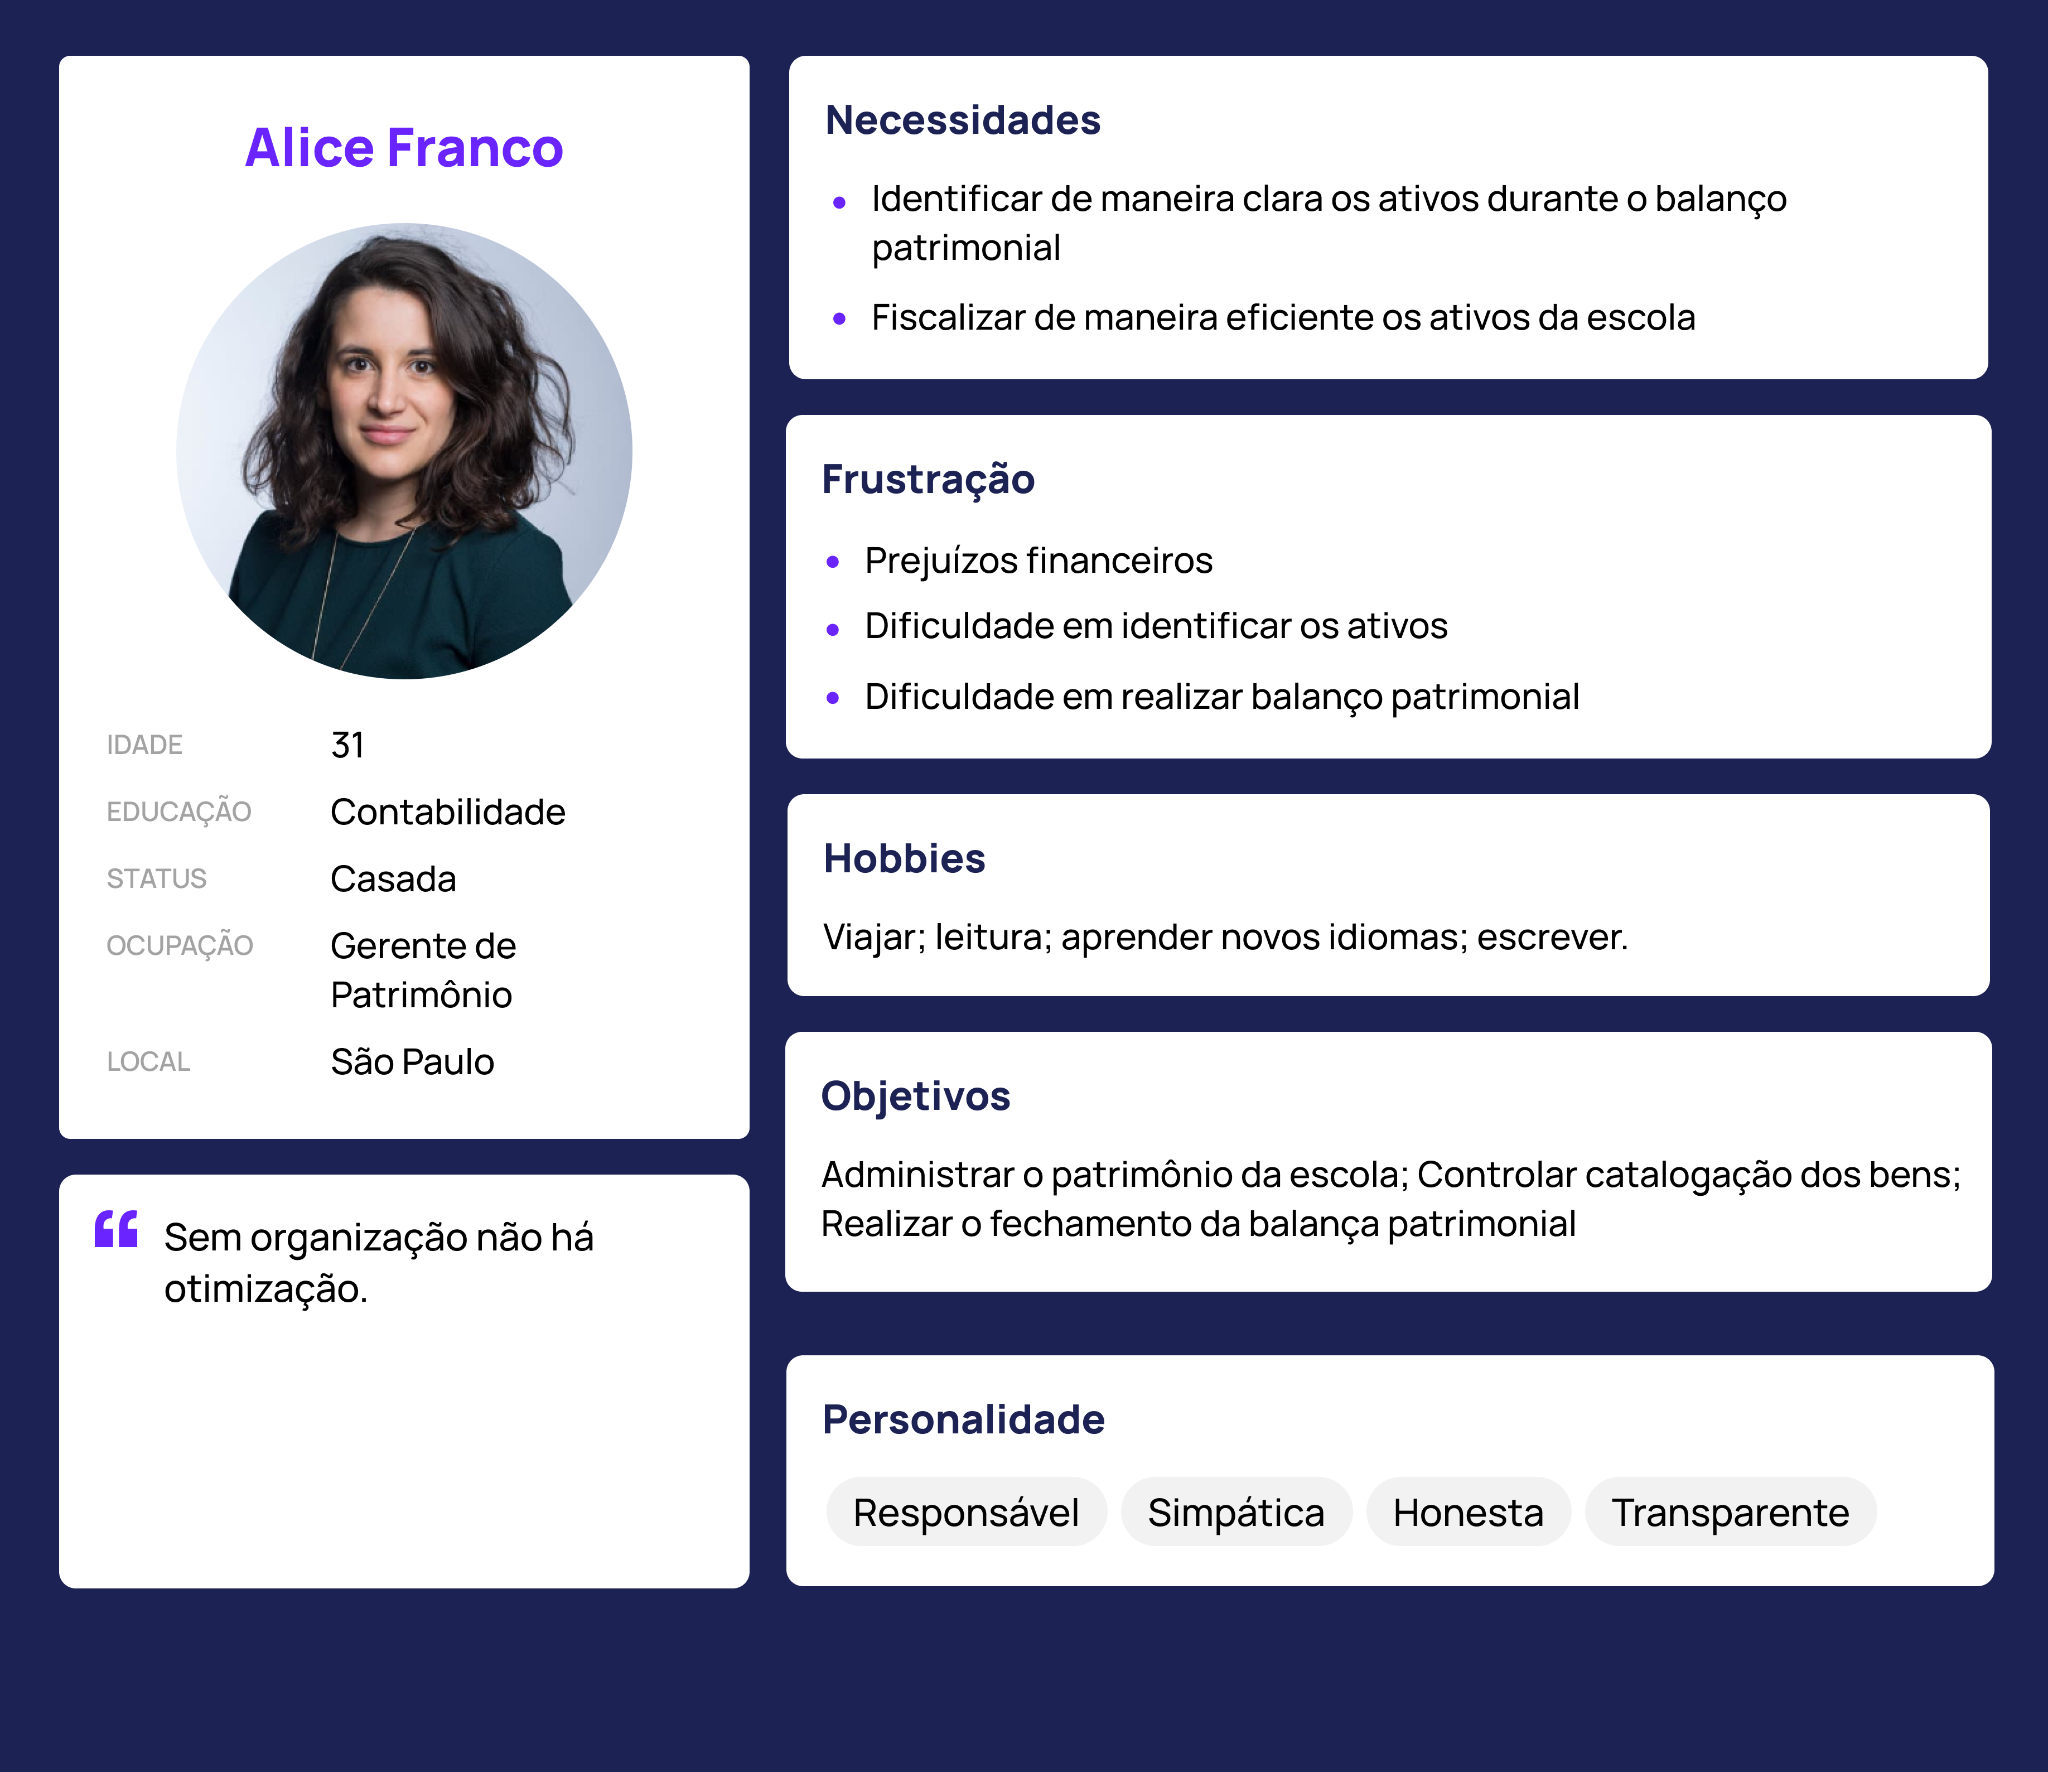 Alice Franco
IDADE 31
EDUCAÇÃO Contabilidade
STATUS Casada
OCUPAÇÃO Gerente de
Patrimônio
LOCAL São Paulo
“ Sem organização não há
otimização.
Necessidades
• Identificar de maneira clara os ativos durante o balanço
patrimonial
• Fiscalizar de maneira eficiente os ativos da escola
Frustração
• Prejuízos financeiros
• Dificuldade em identificar os ativos
• Dificuldade em realizar balanço patrimonial
Hobbies
Viajar; leitura; aprender novos idiomas; escrever.
Objetivos
Administrar o patrimônio da escola; Controlar catalogação dos bens;
Realizar o fechamento da balança patrimonial
Personalidade
Responsável Simpática Honesta Transparente